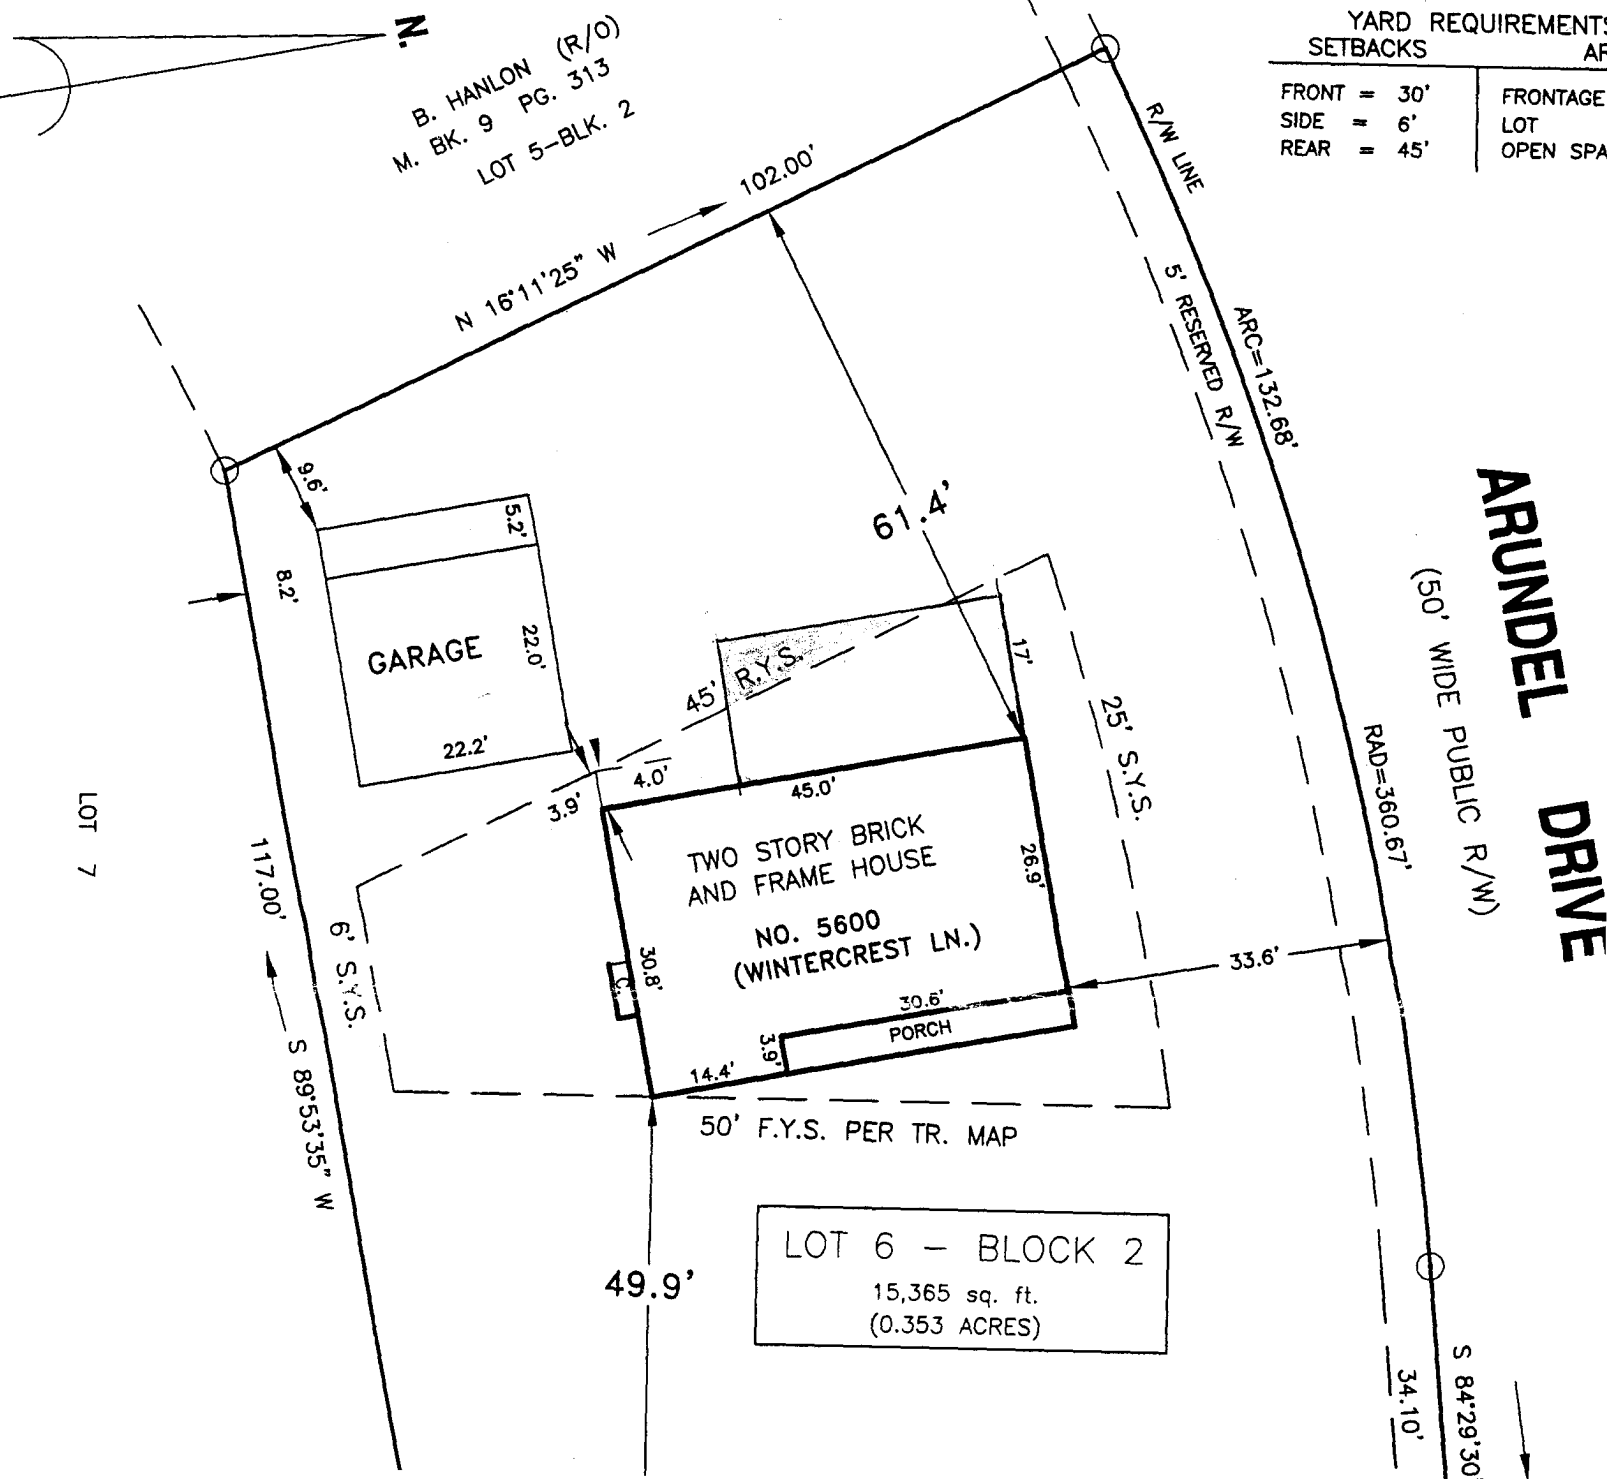 N.
B. HANLON (R/O)
M. BK. 9 PG. 313
LOT 5-BLK. 2
YARD REQUIREMENTS
SETBACKS
FRONT = 30'
SIDE = 6'
REAR = 45'
FRONTAGE
LOT
OPEN
N 16°11'25" W
102.00'
R/W LINE
5' RESERVED R/W
ARC=132.68'
ARUNDEL DRIVE
(50' WIDE PUBLIC R/W)
RAD=360.67'
9.6'
8.2'
5.2'
GARAGE
22.0'
22.2'
61.4'
45' R.Y.S.
17'
25' S.Y.S.
4.0'
3.9'
45.0'
TWO STORY BRICK
AND FRAME HOUSE
NO. 5600
(WINTERCREST LN.)
26.9'
30.8'
C.
30.6'
PORCH
3.9'
14.4'
33.6'
LOT 7
117.00'
S 89°53'35" W
6' S.Y.S.
50' F.Y.S. PER TR. MAP
49.9'
LOT 6 - BLOCK 2
15,365 sq. ft.
(0.353 ACRES)
34.10'
S 84°29'30